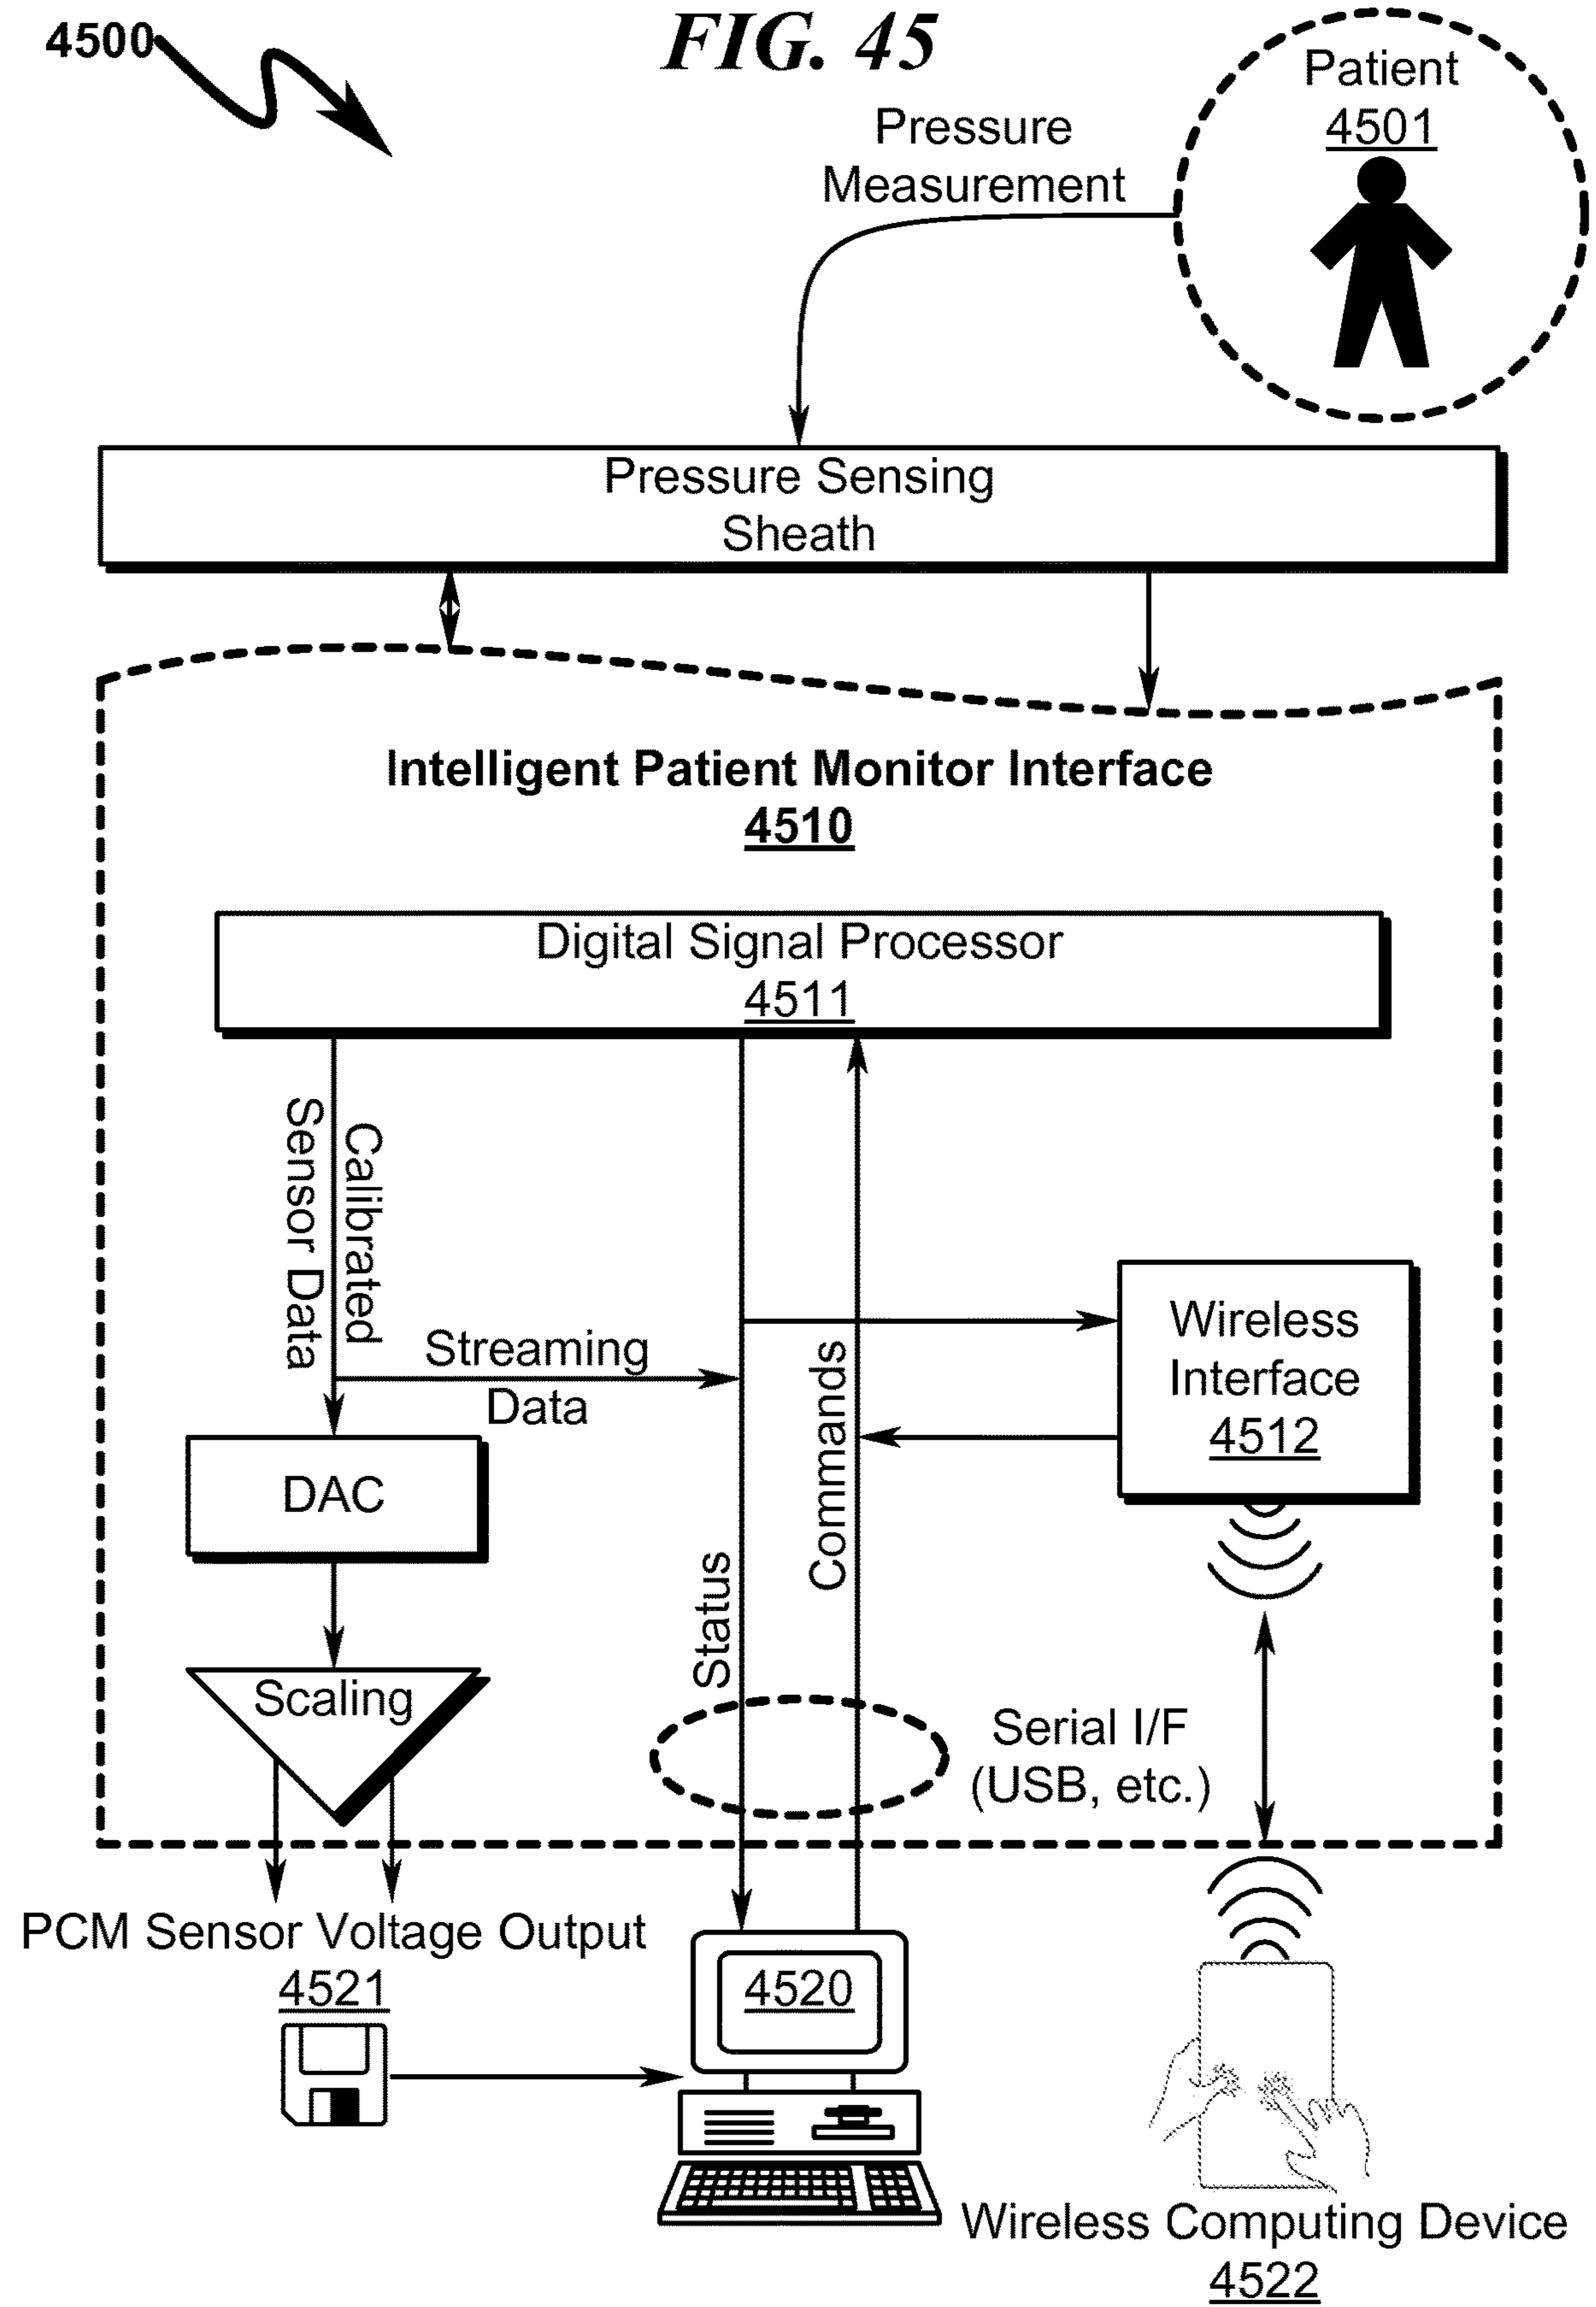 4500
FIG. 45
Patient
4501
Pressure
Measurement
Pressure Sensing
Sheath
Intelligent Patient Monitor Interface
4510
Digital Signal Processor
4511
Calibrated
Sensor Data
Streaming
Data
Wireless
Interface
4512
DAC
Commands
Status
Scaling
Serial I/F
(USB, etc.)
PCM Sensor Voltage Output
4521
4520
Wireless Computing Device
4522